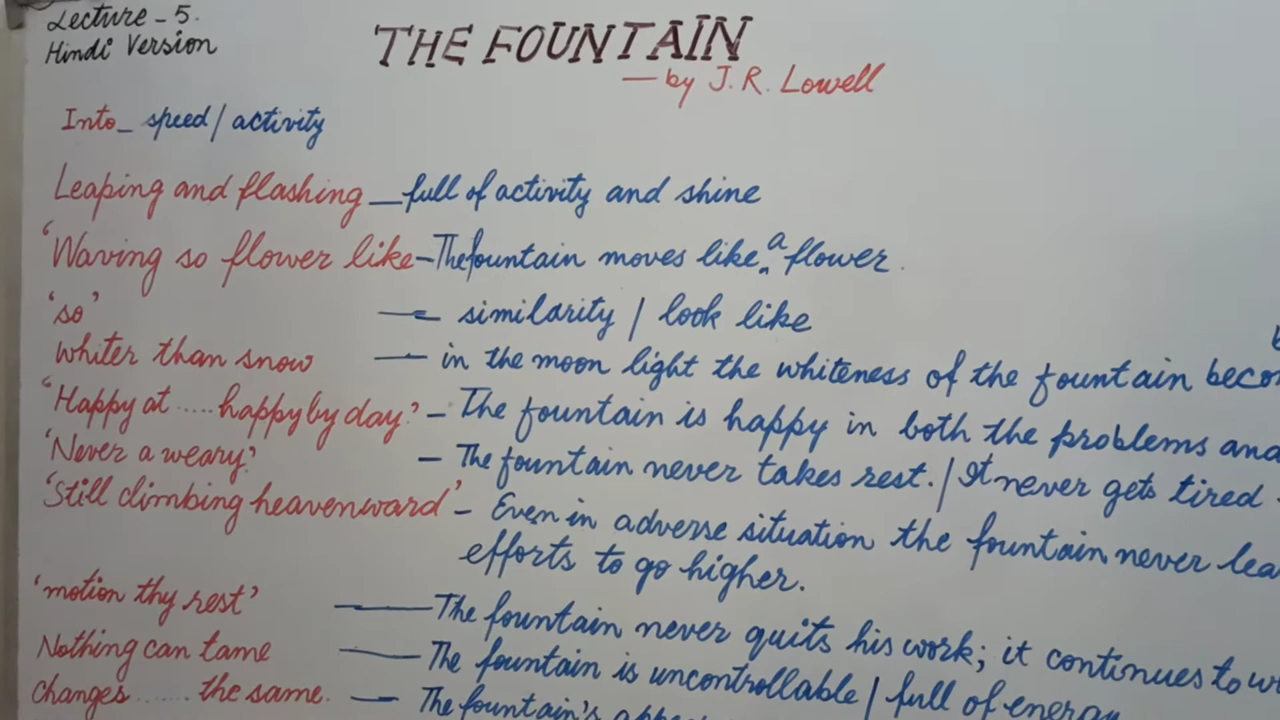 Lecture - 5.
Hindi Version
THE FOUNTAIN
— by J. R. Lowell
Into_ speed / activity
Leaping and flashing — full of activity and shine
'Waving so flower like - The fountain moves like a flower.
'so' — similarity / look like
whiter than snow — in the moon light the whiteness of the fountain becom
'Happy at ..... happy by day' - The fountain is happy in both the problems and
'Never a weary' - The fountain never takes rest. / It never gets tired
'Still climbing heavenward' - Even in adverse situation the fountain never lea
efforts to go higher.
'motion thy rest' — The fountain never quits his work; it continues to w
Nothing can tame — The fountain is uncontrollable / full of energy
changes ...... the same. — The fountain's appea